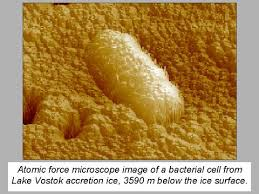 Atomic force microscope image of a bacterial cell from
Lake Vostok accretion ice, 3590 m below the ice surface.